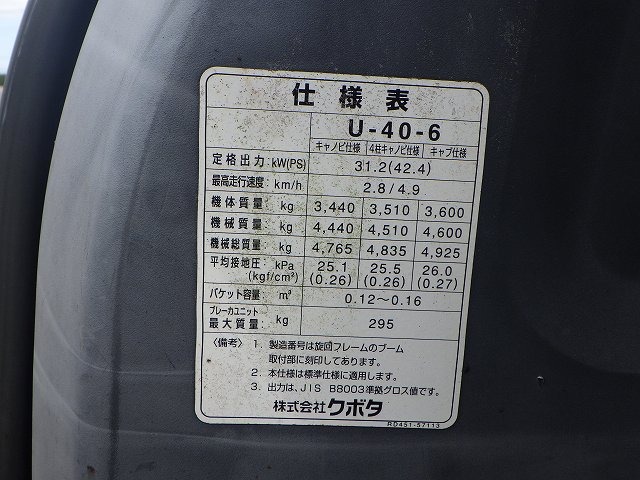 仕様表
U-40-6
キャノピ仕様 4柱キャノピ仕様 キャブ仕様
定格出力 kW(PS) 31.2(42.4)
最高走行速度 km/h 2.8/4.9
機体質量 kg 3,440 3,510 3,600
機械質量 kg 4,440 4,510 4,600
機械総質量 kg 4,765 4,835 4,925
平均接地圧 kPa 25.1 25.5 26.0
(kgf/cm²) (0.26) (0.26) (0.27)
バケット容量 m³ 0.12~0.16
ブレーカユニット
最大質量 kg 295
〈備考〉 1. 製造番号は旋回フレームのブーム
取付部に刻印してあります。
2. 本仕様は標準仕様に適用します。
3. 出力は、JIS B8003準拠グロス値です。
株式会社クボタ
RD451-57113